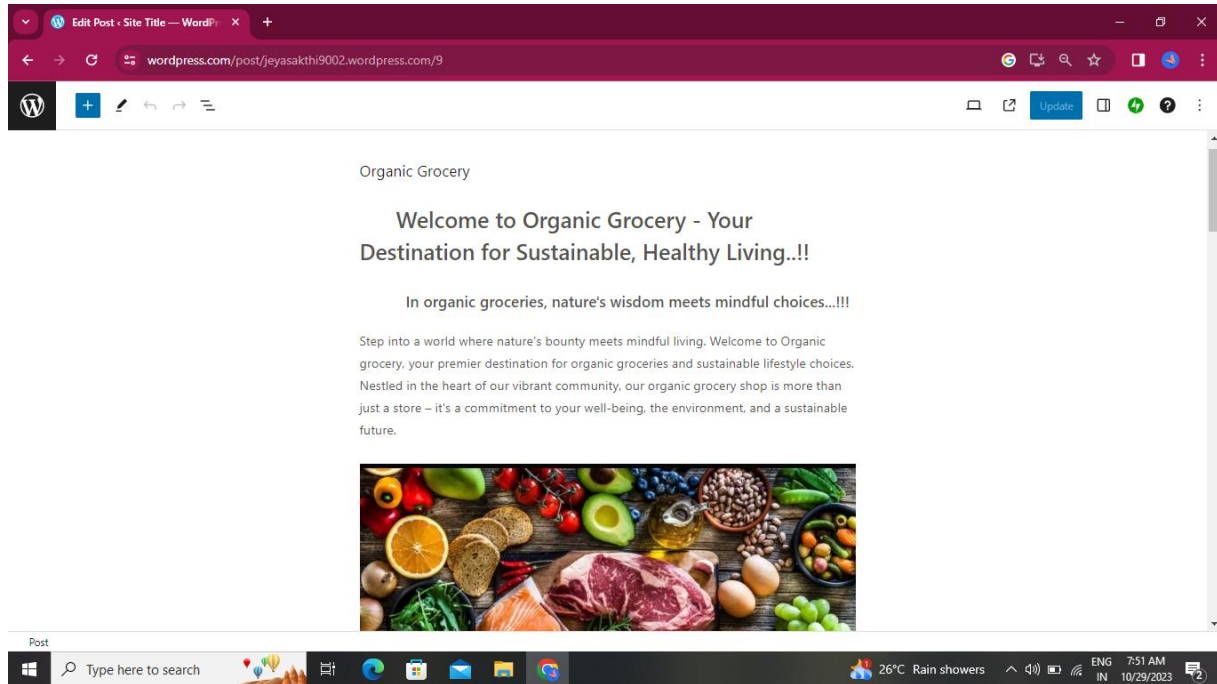 Edit Post ‹ Site Title — WordPr
wordpress.com/post/jeyasakthi9002.wordpress.com/9
Update
Organic Grocery
Welcome to Organic Grocery - Your
Destination for Sustainable, Healthy Living..!!
In organic groceries, nature's wisdom meets mindful choices...!!!
Step into a world where nature's bounty meets mindful living. Welcome to Organic
grocery, your premier destination for organic groceries and sustainable lifestyle choices.
Nestled in the heart of our vibrant community, our organic grocery shop is more than
just a store – it's a commitment to your well-being, the environment, and a sustainable
future.
Post
Type here to search
26°C Rain showers
ENG
IN
7:51 AM
10/29/2023
2